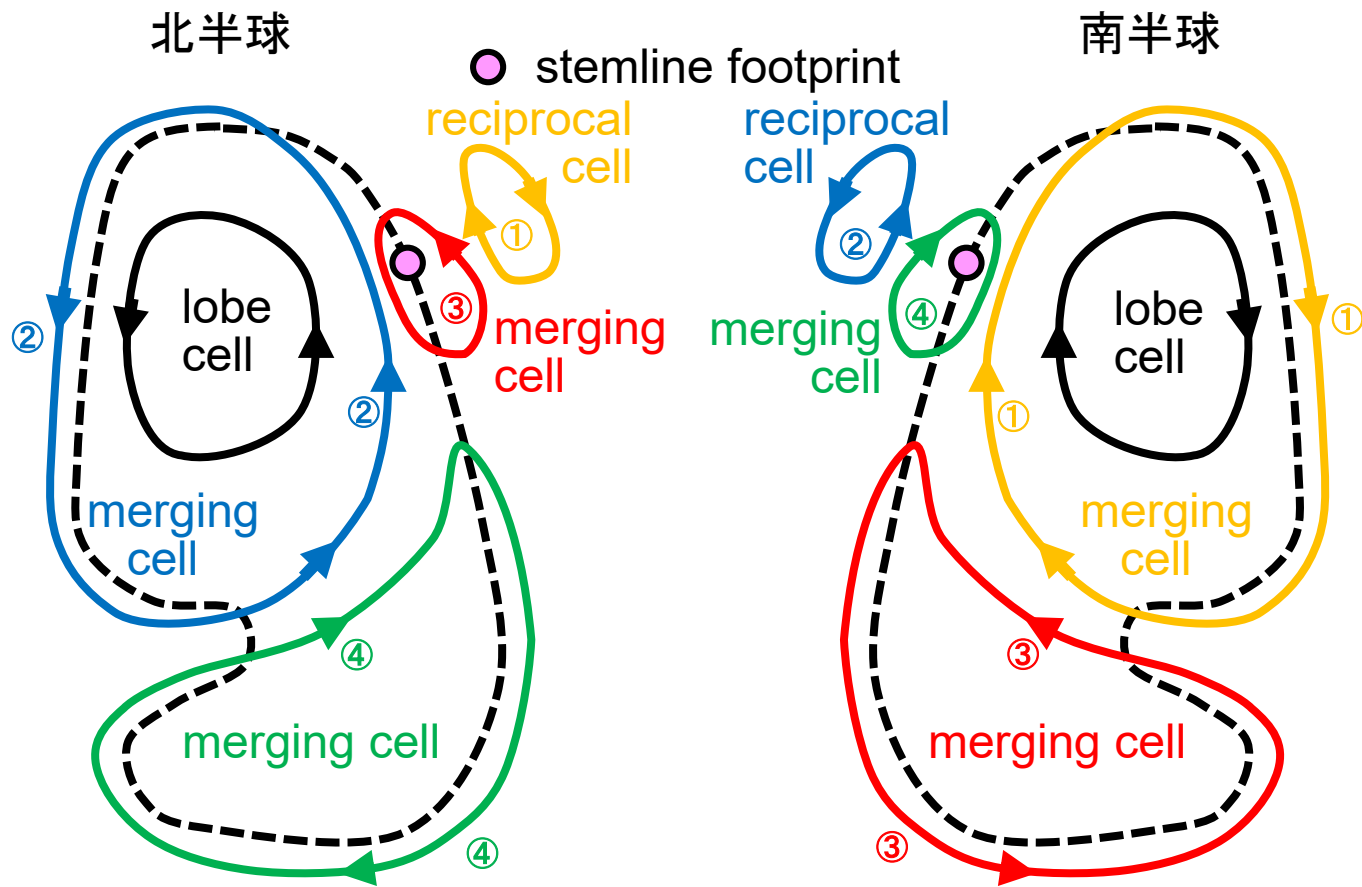 北半球
南半球
stemline footprint
reciprocal
cell
reciprocal
cell
①
②
③
④
lobe
cell
lobe
cell
②
①
merging
cell
merging
cell
②
①
merging
cell
merging
cell
④
③
merging cell
merging cell
④
③